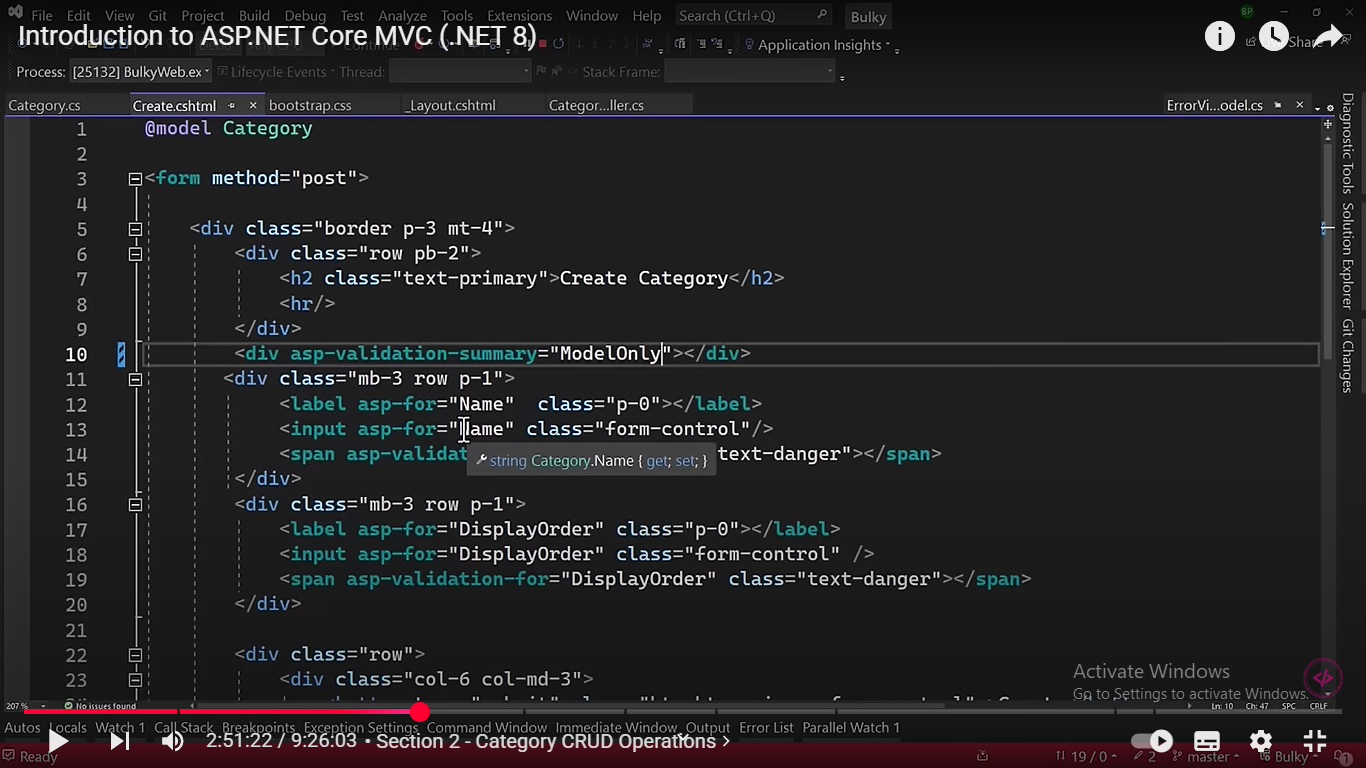 File Edit View Git Project Build Debug Test Analyze Tools Extensions Window Help Search (Ctrl+Q) Bulky
Introduction to ASP.NET Core MVC (.NET 8)
Application Insights
Process: [25132] BulkyWeb.ex Lifecycle Events Thread: Stack Frame:
Category.cs Create.cshtml bootstrap.css _Layout.cshtml Categor...ller.cs ErrorVi...odel.cs
1 @model Category
2
3 <form method="post">
4
5 <div class="border p-3 mt-4">
6 <div class="row pb-2">
7 <h2 class="text-primary">Create Category</h2>
8 <hr/>
9 </div>
10 <div asp-validation-summary="ModelOnly"></div>
11 <div class="mb-3 row p-1">
12 <label asp-for="Name"  class="p-0"></label>
13 <input asp-for="Name" class="form-control"/>
14 <span asp-validat text-danger"></span>
string Category.Name { get; set; }
15 </div>
16 <div class="mb-3 row p-1">
17 <label asp-for="DisplayOrder" class="p-0"></label>
18 <input asp-for="DisplayOrder" class="form-control" />
19 <span asp-validation-for="DisplayOrder" class="text-danger"></span>
20 </div>
21
22 <div class="row">
23 <div class="col-6 col-md-3">
Diagnostic Tools
Solution Explorer
Git Changes
Activate Windows
Go to Settings to activate Windows.
207 % No issues found Ln: 10 Ch: 47 SPC CRLF
Autos Locals Watch 1 Call Stack Breakpoints Exception Settings Command Window Immediate Window Output Error List Parallel Watch 1
2:51:22 / 9:26:03 • Section 2 - Category CRUD Operations >
Ready 19 / 0 2 master Bulky 1